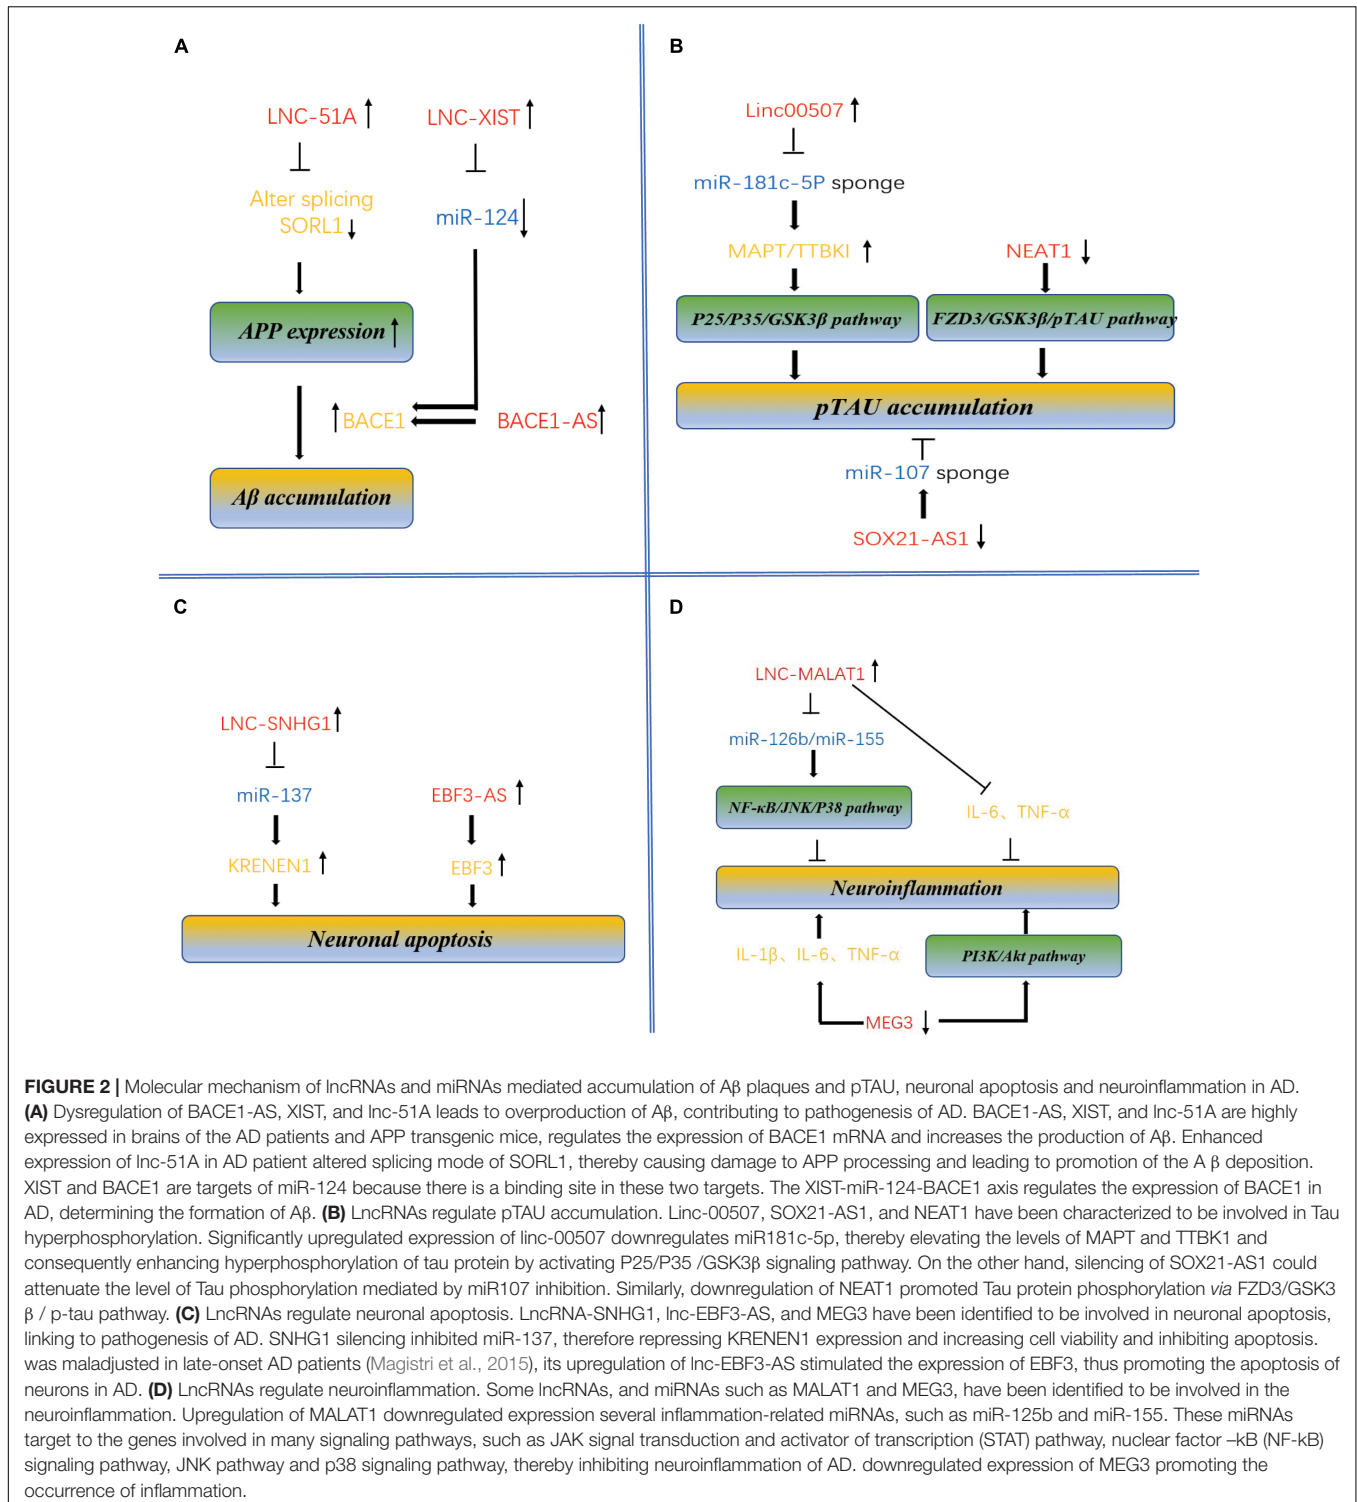 A
LNC-51A
LNC-XIST
Alter splicing
SORL1
miR-124
APP expression
BACE1
BACE1-AS
Aβ accumulation
B
Linc00507
miR-181c-5P sponge
MAPT/TTBKI
NEAT1
P25/P35/GSK3β pathway
FZD3/GSK3β/pTAU pathway
pTAU accumulation
miR-107 sponge
SOX21-AS1
C
LNC-SNHG1
miR-137
EBF3-AS
KRENEN1
EBF3
Neuronal apoptosis
D
LNC-MALAT1
miR-126b/miR-155
NF-κB/JNK/P38 pathway
IL-6、TNF-α
Neuroinflammation
IL-1β、IL-6、TNF-α
PI3K/Akt pathway
MEG3
FIGURE 2 | Molecular mechanism of lncRNAs and miRNAs mediated accumulation of Aβ plaques and pTAU, neuronal apoptosis and neuroinflammation in AD.
(A) Dysregulation of BACE1-AS, XIST, and lnc-51A leads to overproduction of Aβ, contributing to pathogenesis of AD. BACE1-AS, XIST, and lnc-51A are highly
expressed in brains of the AD patients and APP transgenic mice, regulates the expression of BACE1 mRNA and increases the production of Aβ. Enhanced
expression of lnc-51A in AD patient altered splicing mode of SORL1, thereby causing damage to APP processing and leading to promotion of the A β deposition.
XIST and BACE1 are targets of miR-124 because there is a binding site in these two targets. The XIST-miR-124-BACE1 axis regulates the expression of BACE1 in
AD, determining the formation of Aβ. (B) LncRNAs regulate pTAU accumulation. Linc-00507, SOX21-AS1, and NEAT1 have been characterized to be involved in Tau
hyperphosphorylation. Significantly upregulated expression of linc-00507 downregulates miR181c-5p, thereby elevating the levels of MAPT and TTBK1 and
consequently enhancing hyperphosphorylation of tau protein by activating P25/P35 /GSK3β signaling pathway. On the other hand, silencing of SOX21-AS1 could
attenuate the level of Tau phosphorylation mediated by miR107 inhibition. Similarly, downregulation of NEAT1 promoted Tau protein phosphorylation via FZD3/GSK3
β / p-tau pathway. (C) LncRNAs regulate neuronal apoptosis. LncRNA-SNHG1, lnc-EBF3-AS, and MEG3 have been identified to be involved in neuronal apoptosis,
linking to pathogenesis of AD. SNHG1 silencing inhibited miR-137, therefore repressing KRENEN1 expression and increasing cell viability and inhibiting apoptosis.
was maladjusted in late-onset AD patients (Magistri et al., 2015), its upregulation of lnc-EBF3-AS stimulated the expression of EBF3, thus promoting the apoptosis of
neurons in AD. (D) LncRNAs regulate neuroinflammation. Some lncRNAs, and miRNAs such as MALAT1 and MEG3, have been identified to be involved in the
neuroinflammation. Upregulation of MALAT1 downregulated expression several inflammation-related miRNAs, such as miR-125b and miR-155. These miRNAs
target to the genes involved in many signaling pathways, such as JAK signal transduction and activator of transcription (STAT) pathway, nuclear factor –kB (NF-kB)
signaling pathway, JNK pathway and p38 signaling pathway, thereby inhibiting neuroinflammation of AD. downregulated expression of MEG3 promoting the
occurrence of inflammation.